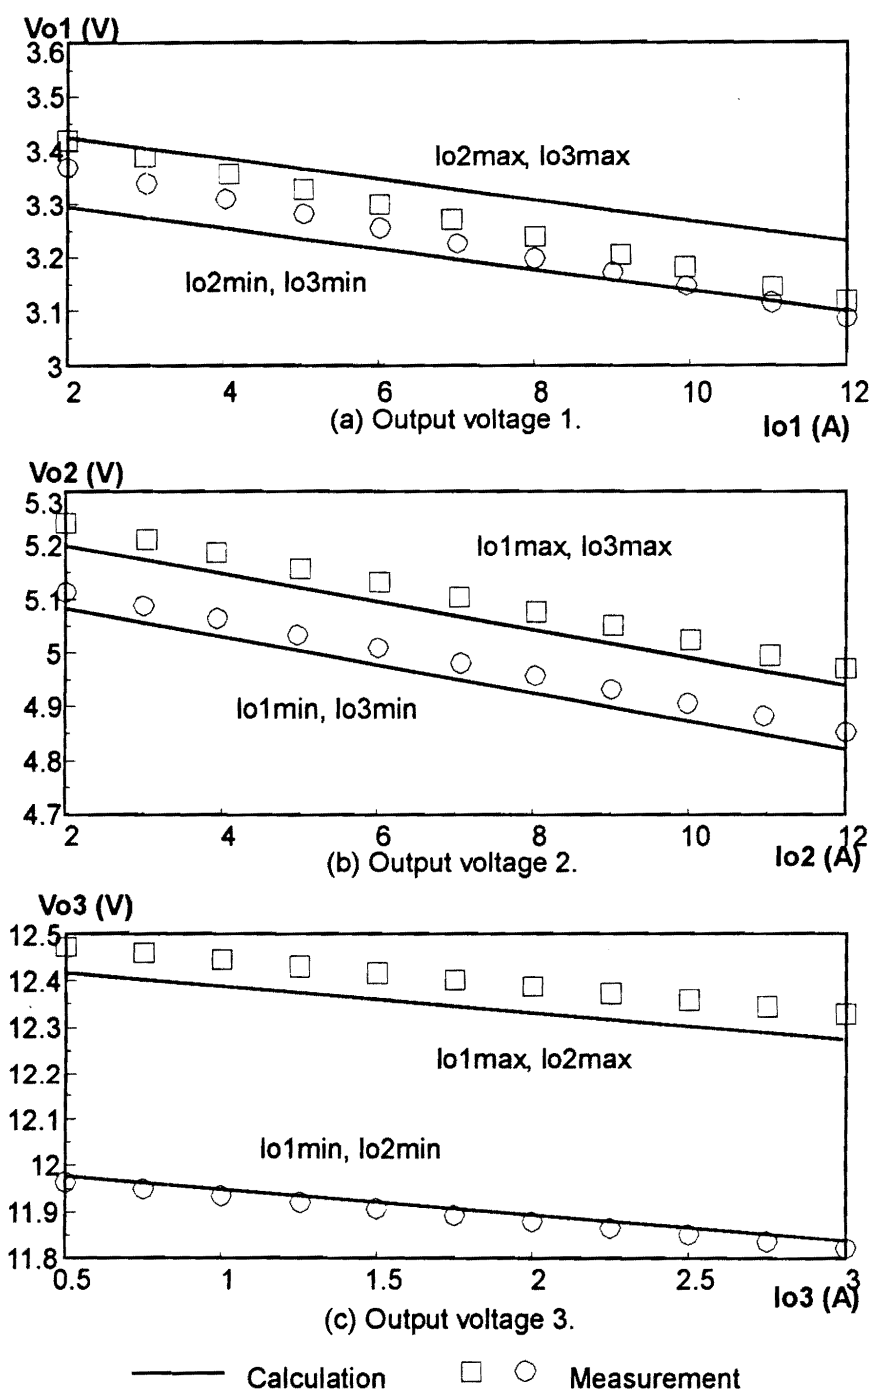 Vo1 (V)
3.6
3.5
3.4
3.3
3.2
3.1
3
Io2max, Io3max
Io2min, Io3min
2 4 6 8 10 12
(a) Output voltage 1.
Io1 (A)
Vo2 (V)
5.3
5.2
5.1
5
4.9
4.8
4.7
Io1max, Io3max
Io1min, Io3min
2 4 6 8 10 12
(b) Output voltage 2.
Io2 (A)
Vo3 (V)
12.5
12.4
12.3
12.2
12.1
12
11.9
11.8
Io1max, Io2max
Io1min, Io2min
0.5 1 1.5 2 2.5 3
(c) Output voltage 3.
Io3 (A)
Calculation Measurement